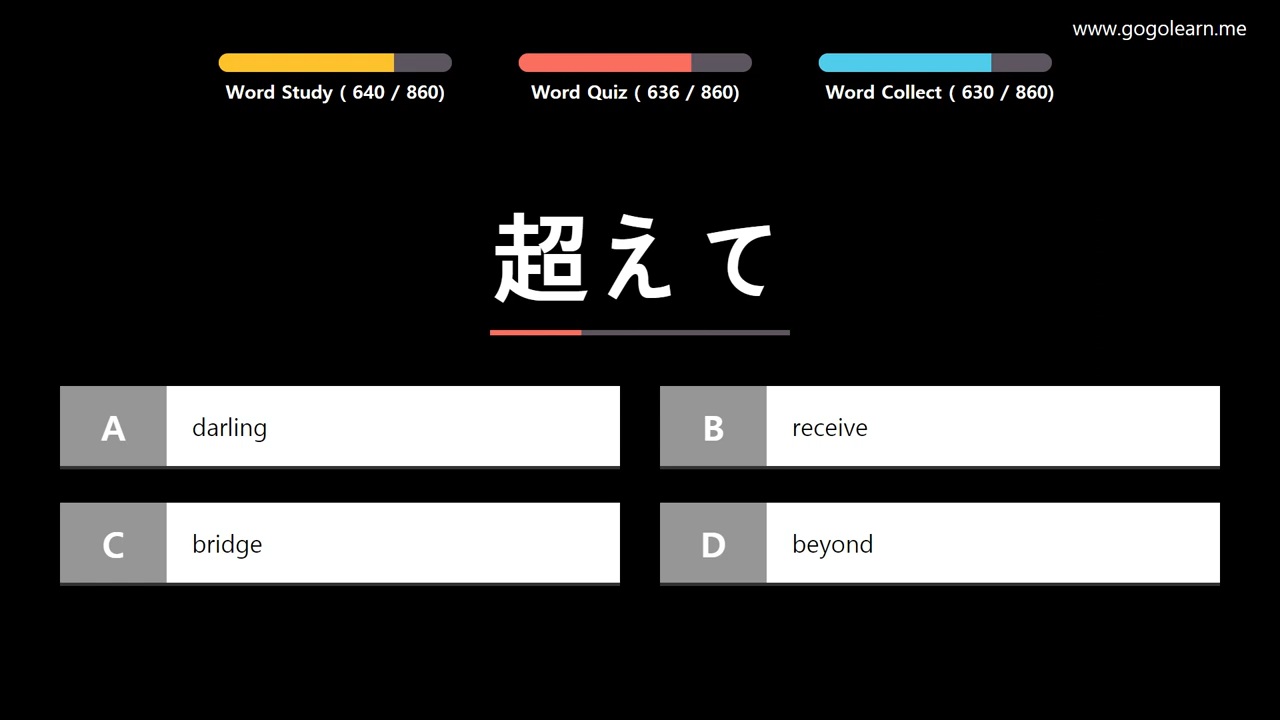 www.gogolearn.me
Word Study ( 640 / 860)
Word Quiz ( 636 / 860)
Word Collect ( 630 / 860)
超えて
A darling
B receive
C bridge
D beyond